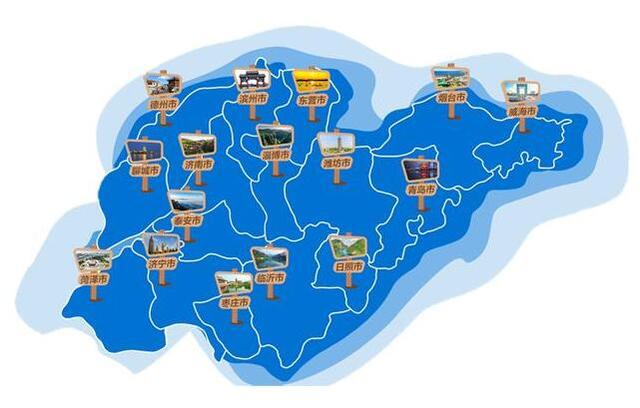 德州市
滨州市
东营市
烟台市
威海市
聊城市
济南市
淄博市
潍坊市
青岛市
泰安市
菏泽市
济宁市
枣庄市
临沂市
日照市